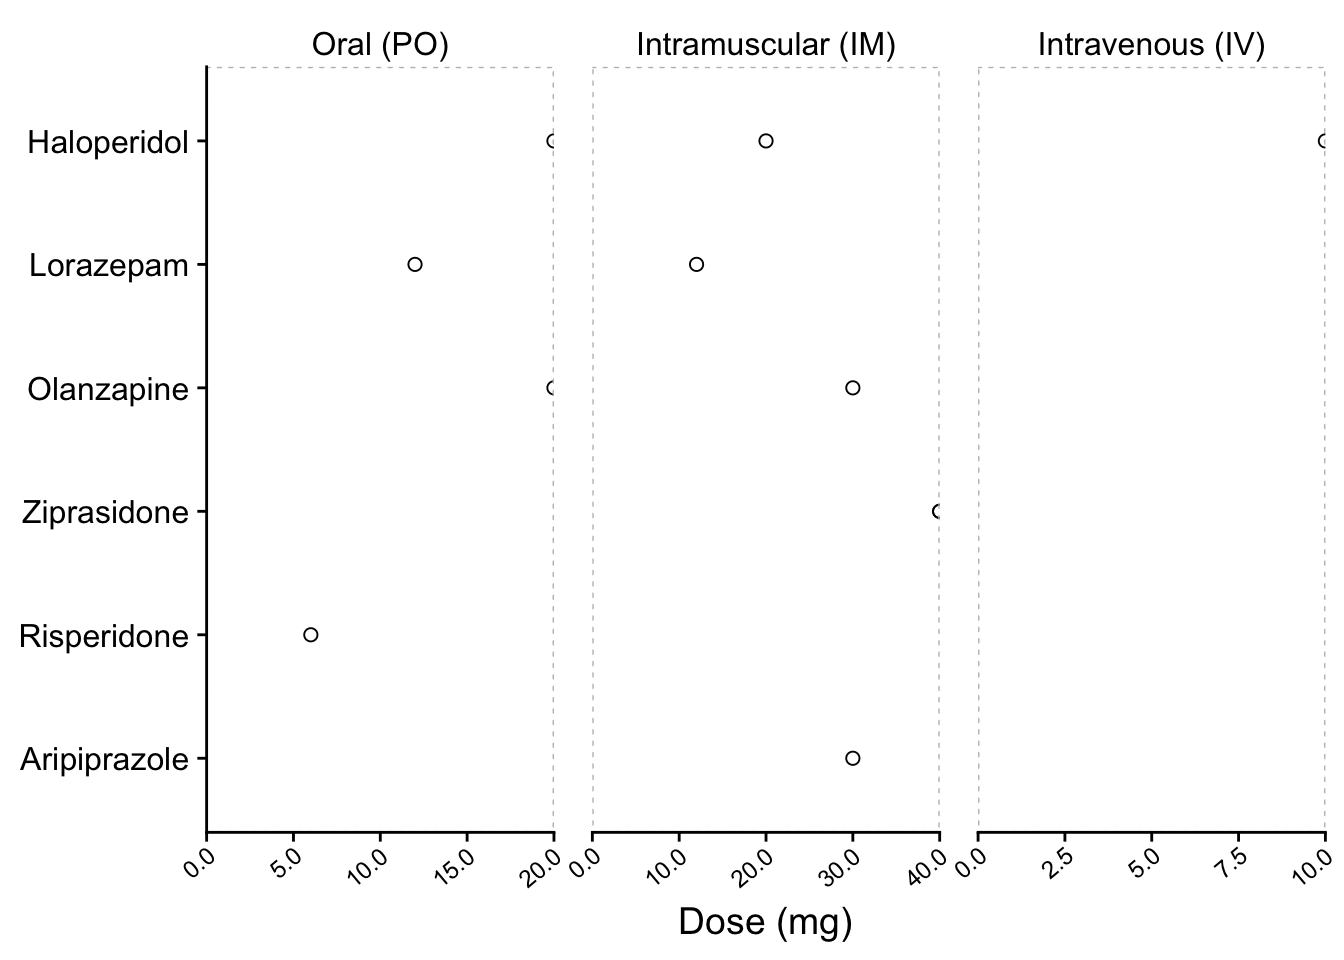 Oral (PO) Intramuscular (IM) Intravenous (IV)
Haloperidol
Lorazepam
Olanzapine
Ziprasidone
Risperidone
Aripiprazole
0.0 5.0 10.0 15.0 20.0 0.0 10.0 20.0 30.0 40.0 0.0 2.5 5.0 7.5 10.0
Dose (mg)